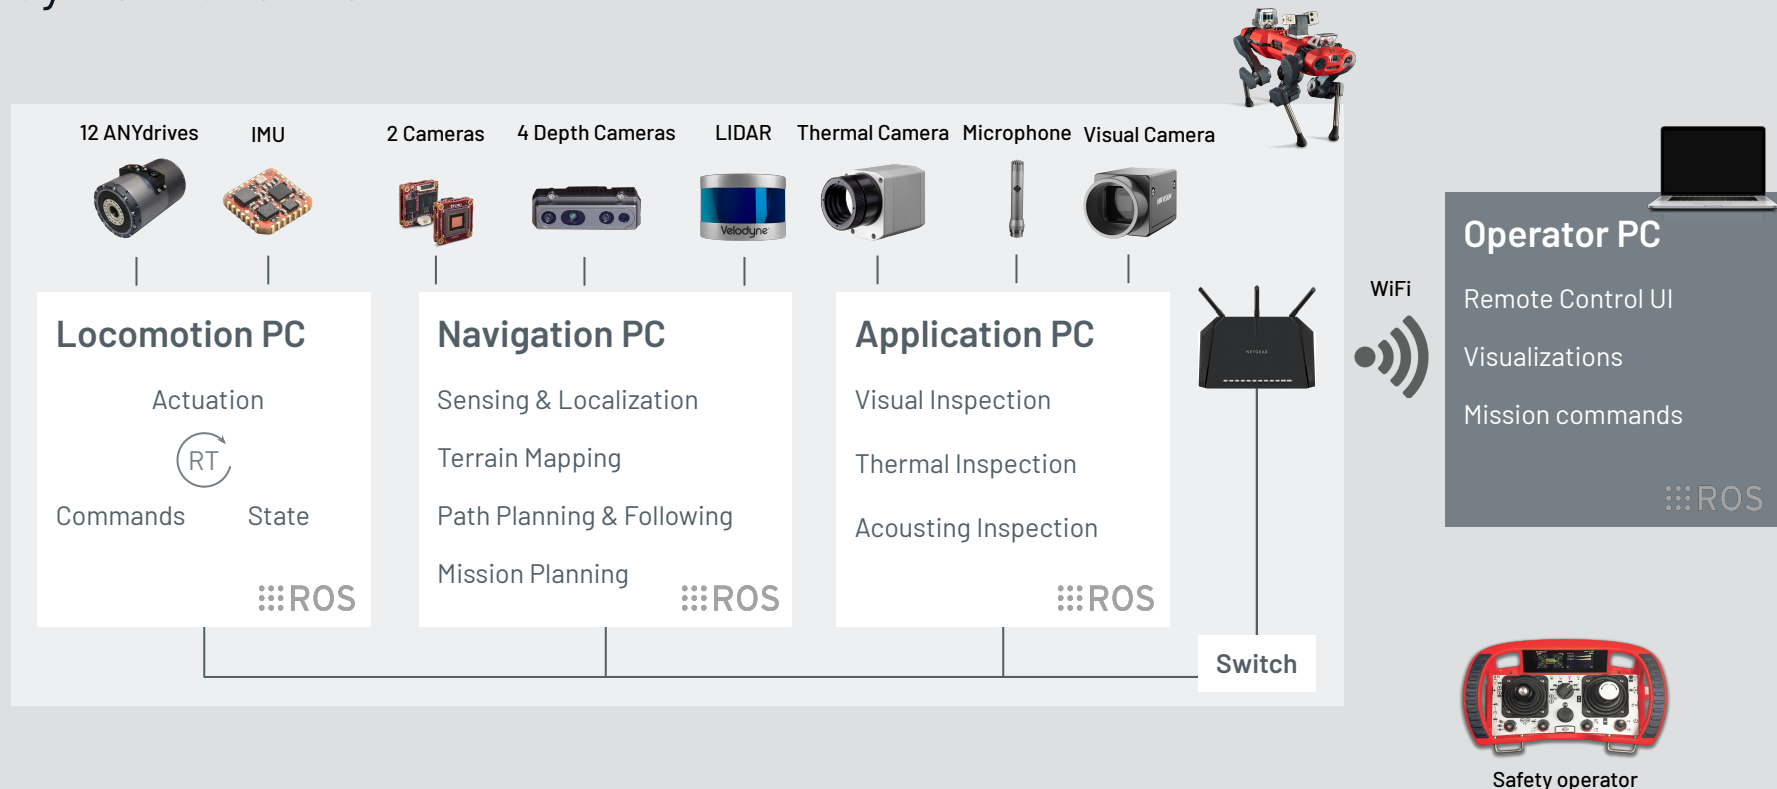 12 ANYdrives
IMU
2 Cameras
4 Depth Cameras
LIDAR
Thermal Camera
Microphone
Visual Camera
Velodyne
HIKVISION
Locomotion PC
Actuation
RT
Commands
State
ROS
Navigation PC
Sensing & Localization
Terrain Mapping
Path Planning & Following
Mission Planning
ROS
Application PC
Visual Inspection
Thermal Inspection
Acousting Inspection
ROS
NETGEAR
Switch
WiFi
Operator PC
Remote Control UI
Visualizations
Mission commands
ROS
Safety operator